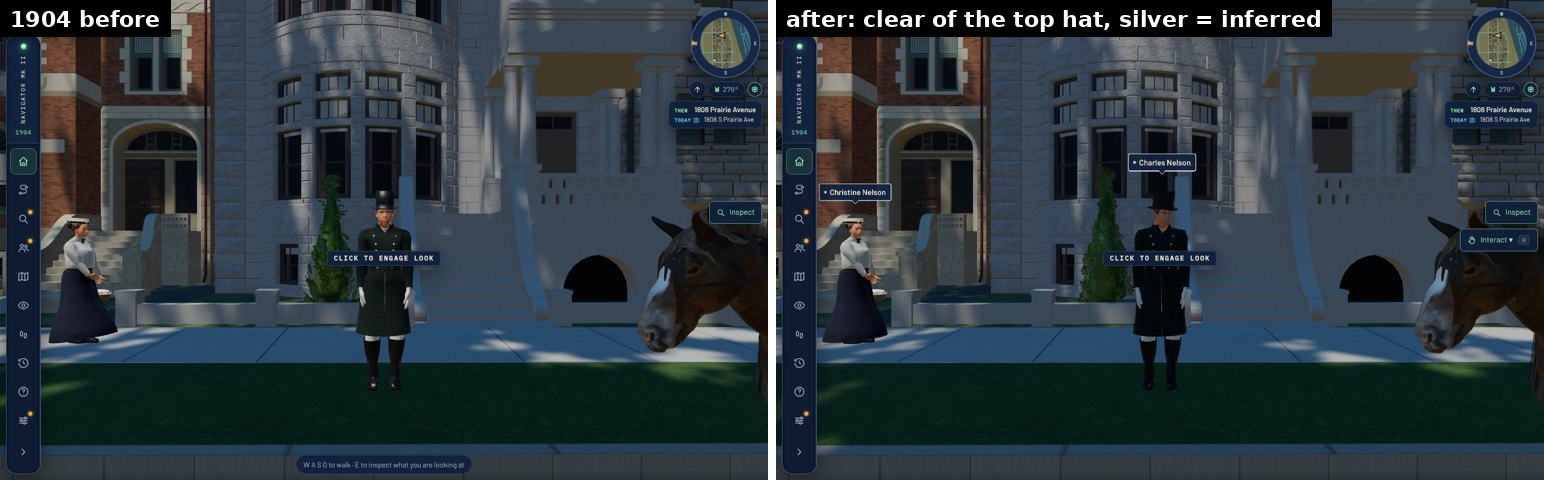 1904 before
NAVIGATOR MK II
1904
CLICK TO ENGAGE LOOK
W A S D to walk · E to inspect what you are looking at
N
E
S
W
W 270°
THEN 1808 Prairie Avenue
TODAY 1808 S Prairie Ave
Inspect
after: clear of the top hat, silver = inferred
NAVIGATOR MK II
1904
Christine Nelson
Charles Nelson
CLICK TO ENGAGE LOOK
N
E
S
W
W 270°
THEN 1808 Prairie Avenue
TODAY 1808 S Prairie Ave
Inspect
Interact ▾ R